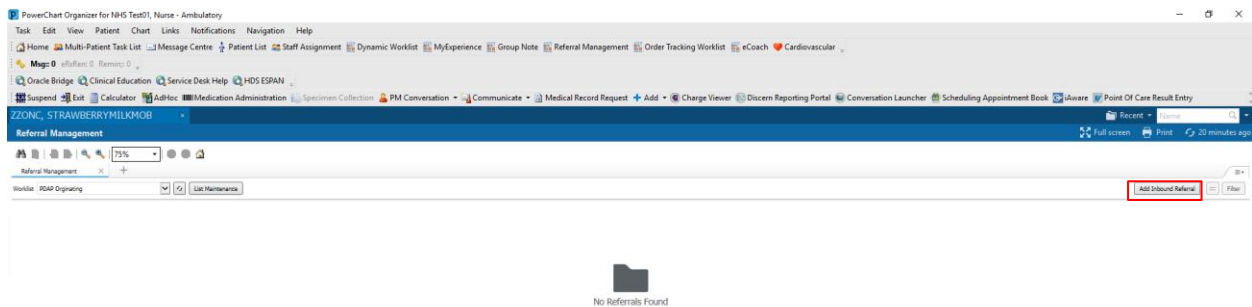 PowerChart Organizer for NHS Test01, Nurse - Ambulatory
Task Edit View Patient Chart Links Notifications Navigation Help
Home Multi-Patient Task List Message Centre Patient List Staff Assignment Dynamic Worklist MyExperience Group Note Referral Management Order Tracking Worklist eCoach Cardiovascular
Msg: 0 eRxRen: 0 Remin: 0
Oracle Bridge Clinical Education Service Desk Help HDS ESPAN
Suspend Exit Calculator AdHoc Medication Administration Specimen Collection PM Conversation Communicate Medical Record Request Add Charge Viewer Discern Reporting Portal Conversation Launcher Scheduling Appointment Book iAware Point Of Care Result Entry
ZZONC, STRAWBERRYMILKMOB Recent Name
Referral Management Full screen Print 20 minutes ago
75%
Referral Management
Worklist PDAP Orginating List Maintenance Add Inbound Referral Filter
No Referrals Found